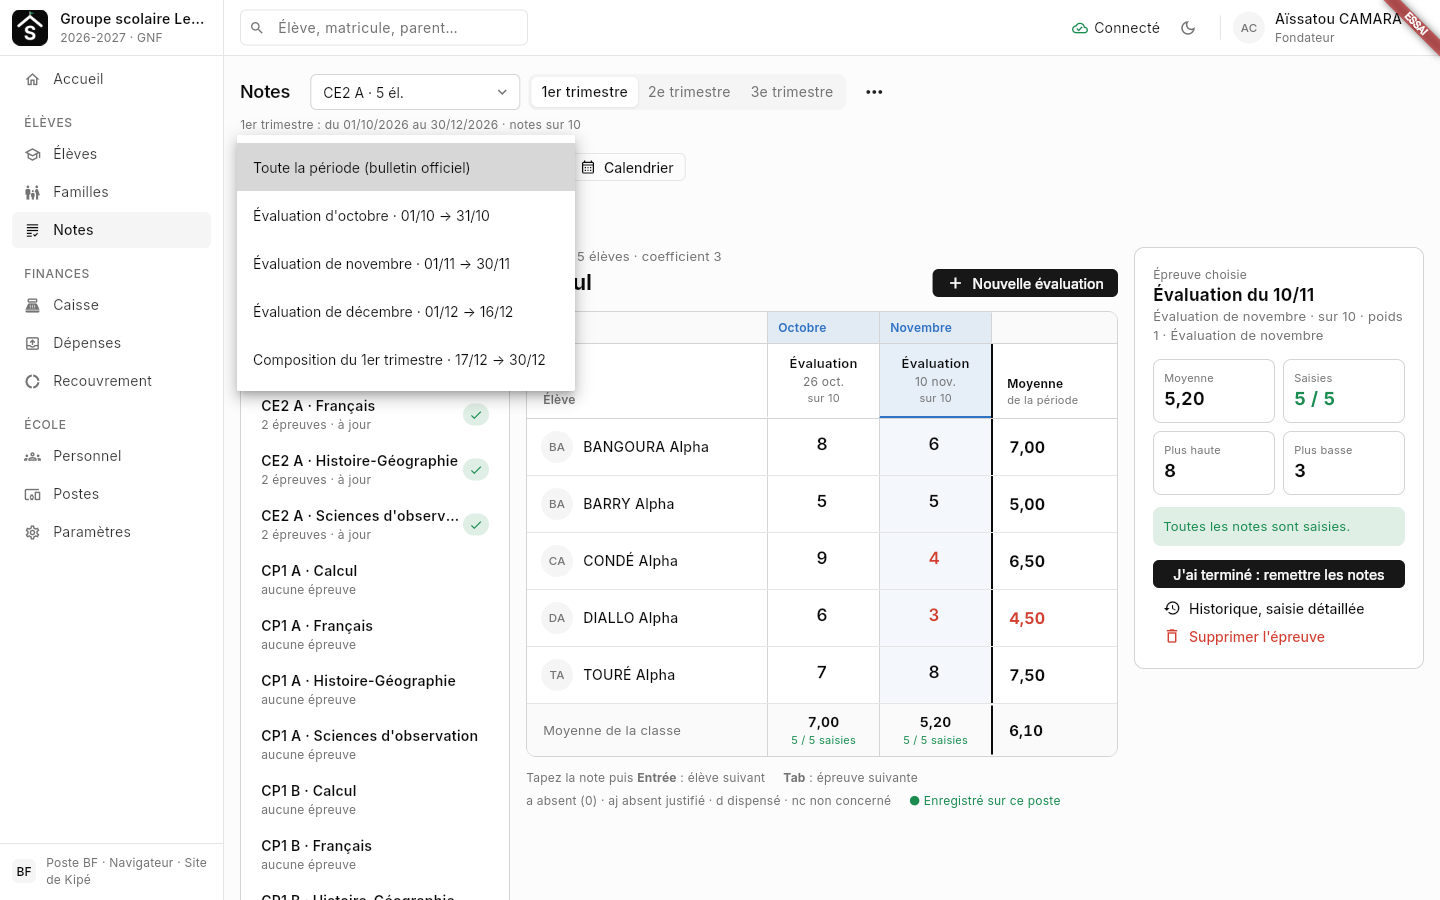 Groupe scolaire Le...
2026-2027 · GNF
Élève, matricule, parent...
Connecté
AC
Aïssatou CAMARA
Fondateur
ESSAI
Accueil
ÉLÈVES
Élèves
Familles
Notes
FINANCES
Caisse
Dépenses
Recouvrement
ÉCOLE
Personnel
Postes
Paramètres
BF
Poste BF · Navigateur · Site
de Kipé
Notes
CE2 A · 5 él.
1er trimestre
2e trimestre
3e trimestre
1er trimestre : du 01/10/2026 au 30/12/2026 · notes sur 10
Toute la période (bulletin officiel)
Évaluation d'octobre · 01/10 → 31/10
Évaluation de novembre · 01/11 → 30/11
Évaluation de décembre · 01/12 → 16/12
Composition du 1er trimestre · 17/12 → 30/12
Calendrier
CE2 A · Français
2 épreuves · à jour
CE2 A · Histoire-Géographie
2 épreuves · à jour
CE2 A · Sciences d'observ...
2 épreuves · à jour
CP1 A · Calcul
aucune épreuve
CP1 A · Français
aucune épreuve
CP1 A · Histoire-Géographie
aucune épreuve
CP1 A · Sciences d'observation
aucune épreuve
CP1 B · Calcul
aucune épreuve
CP1 B · Français
aucune épreuve
CP1 B · Histoire-Géographie
5 élèves · coefficient 3
ul
Nouvelle évaluation
Octobre
Novembre
Élève
Évaluation
26 oct.
sur 10
Évaluation
10 nov.
sur 10
Moyenne
de la période
BA BANGOURA Alpha 8 6 7,00
BA BARRY Alpha 5 5 5,00
CA CONDÉ Alpha 9 4 6,50
DA DIALLO Alpha 6 3 4,50
TA TOURÉ Alpha 7 8 7,50
Moyenne de la classe 7,00 5,20 6,10
5 / 5 saisies 5 / 5 saisies
Tapez la note puis Entrée : élève suivant Tab : épreuve suivante
a absent (0) · aj absent justifié · d dispensé · nc non concerné
Enregistré sur ce poste
Épreuve choisie
Évaluation du 10/11
Évaluation de novembre · sur 10 · poids
1 · Évaluation de novembre
Moyenne
5,20
Saisies
5 / 5
Plus haute
8
Plus basse
3
Toutes les notes sont saisies.
J'ai terminé : remettre les notes
Historique, saisie détaillée
Supprimer l'épreuve